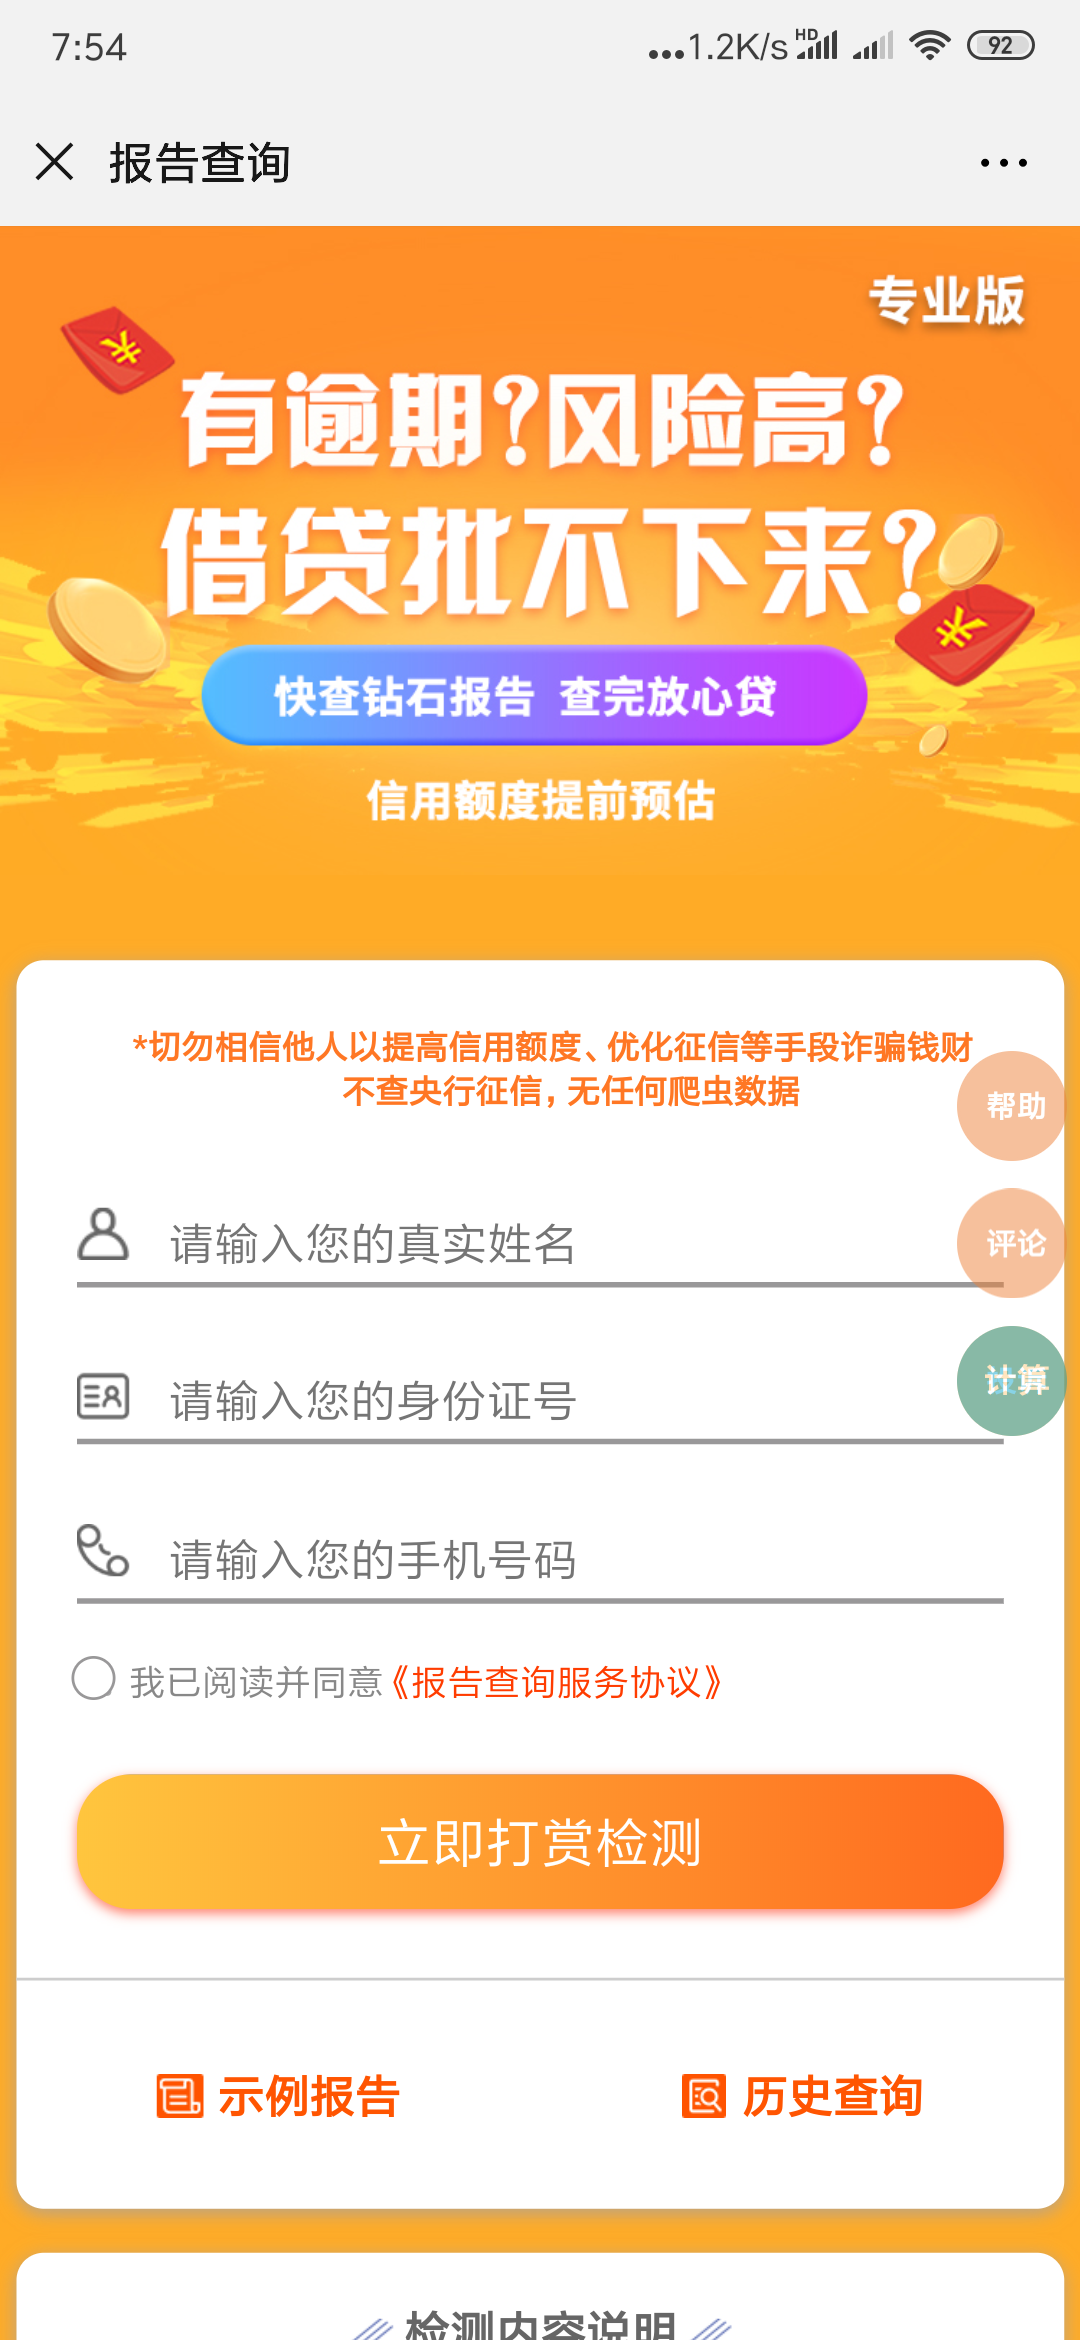 7:54
...1.2K/s HD 92
报告查询
专业版
有逾期?风险高?
借贷批不下来?
快查钻石报告 查完放心贷
信用额度提前预估
*切勿相信他人以提高信用额度、优化征信等手段诈骗钱财
不查央行征信,无任何爬虫数据
帮助
请输入您的真实姓名
评论
请输入您的身份证号
计算
请输入您的手机号码
我已阅读并同意《报告查询服务协议》
立即打赏检测
示例报告
历史查询
检测内容说明